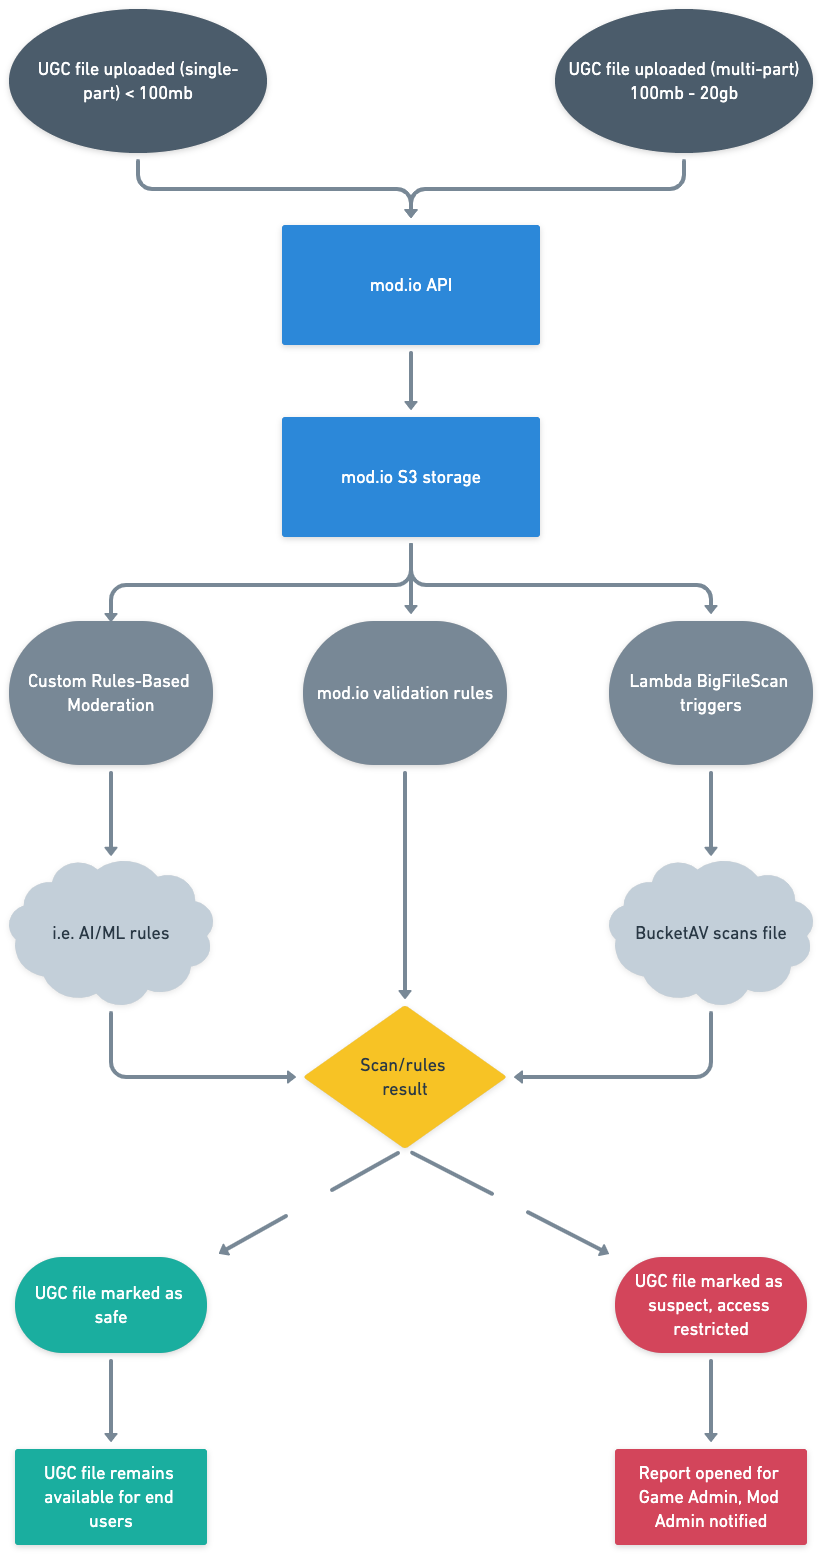 UGC file uploaded (single-
part) < 100mb
UGC file uploaded (multi-part)
100mb - 20gb
mod.io API
mod.io S3 storage
Custom Rules-Based
Moderation
mod.io validation rules
Lambda BigFileScan
triggers
i.e. AI/ML rules
BucketAV scans file
Scan/rules
result
UGC file marked as
safe
UGC file marked as
suspect, access
restricted
UGC file remains
available for end
users
Report opened for
Game Admin, Mod
Admin notified